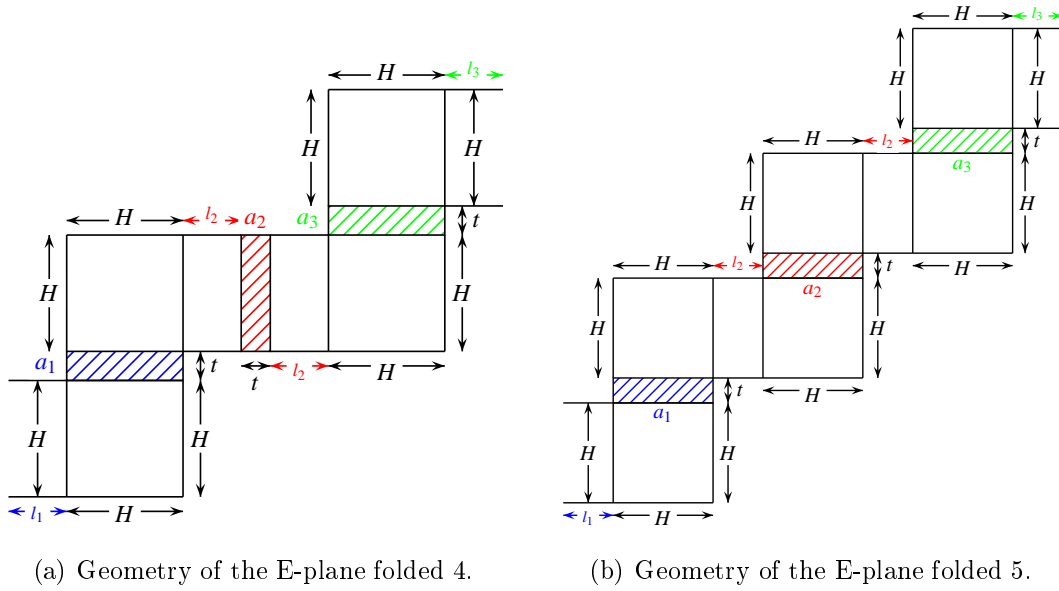 H l3
H H
a3 t
H l2 a2
H H
a1 t
t l2 H
H H
l1 H
(a) Geometry of the E-plane folded 4.
H l3
H H
t
H l2
a3
H H
t
H l2 H
a2
H H
t
H
a1
H H
l1 H
(b) Geometry of the E-plane folded 5.